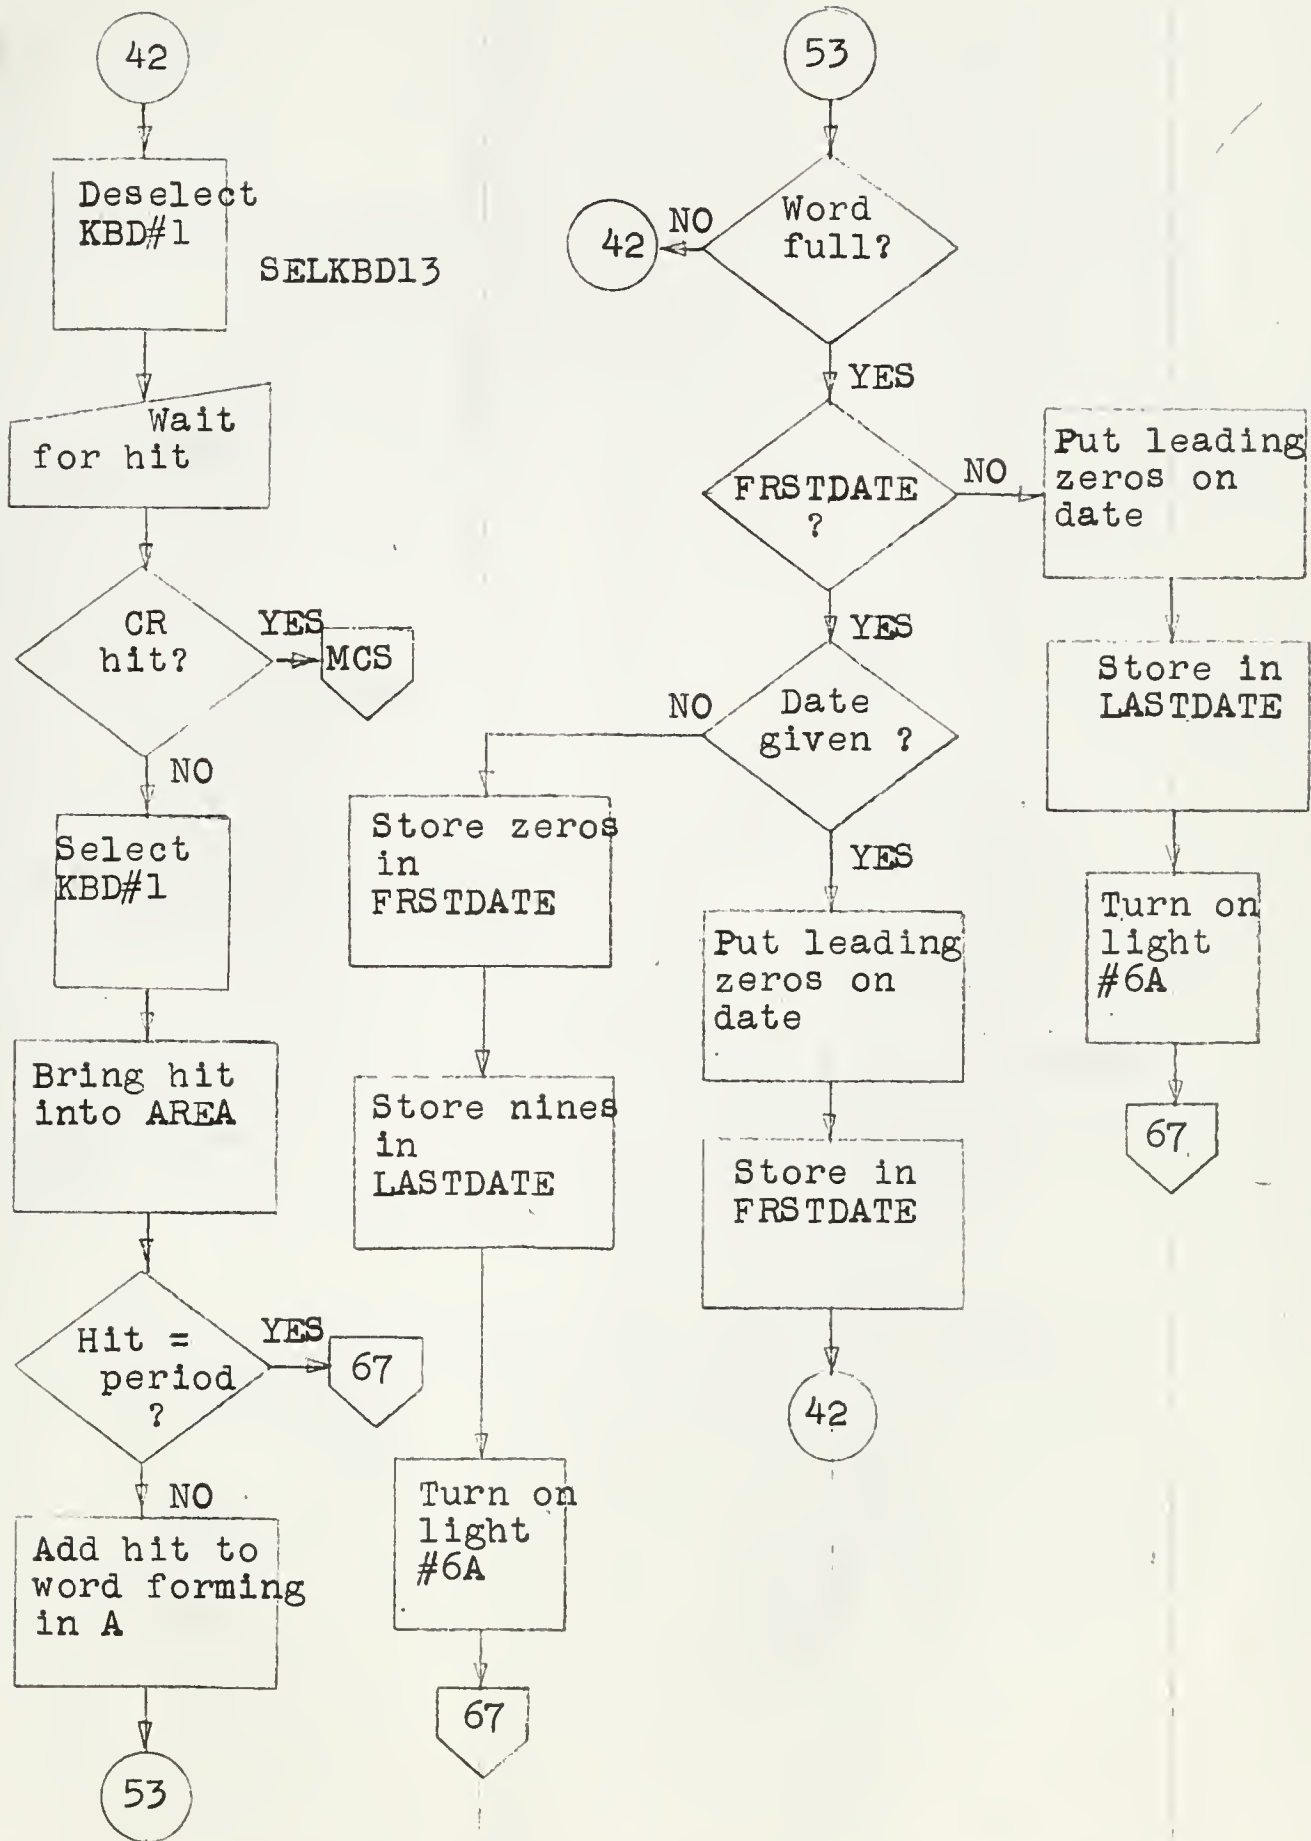 42
Deselect
KBD#1
SELKBD13
Wait
for hit
CR
hit?
YES
MCS
NO
Select
KBD#1
Bring hit
into AREA
Hit =
period
?
YES
67
NO
Add hit to
word forming
in A
53
53
Word
full?
NO
42
YES
FRSTDATE
?
NO
Put leading
zeros on
date
Store in
LASTDATE
Turn on
light
#6A
67
YES
Date
given ?
NO
Store zeros
in
FRSTDATE
Store nines
in
LASTDATE
Turn on
light
#6A
67
YES
Put leading
zeros on
date
Store in
FRSTDATE
42